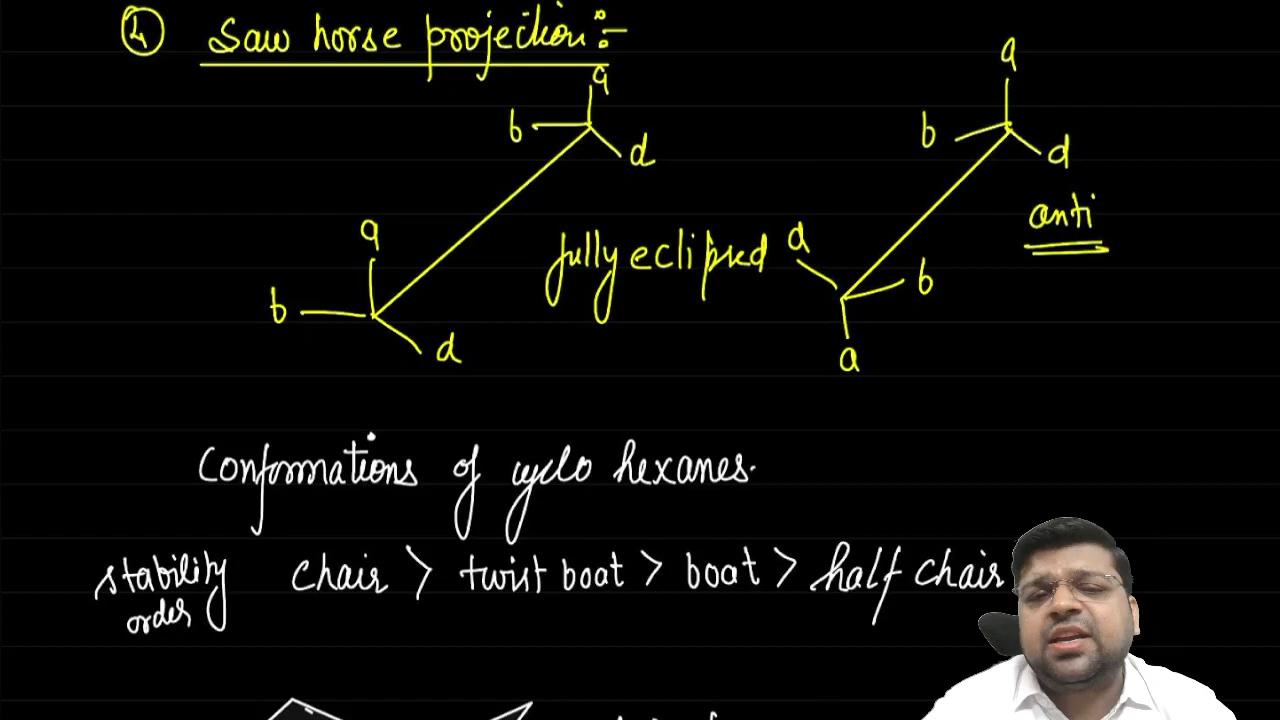 ④ Saw horse projection:-
a
b
d
a
b
d
fully eclipsed
a
b
d
anti
d
b
a
Conformations of cyclo hexanes.
stability order
chair > twist boat > boat > half chair